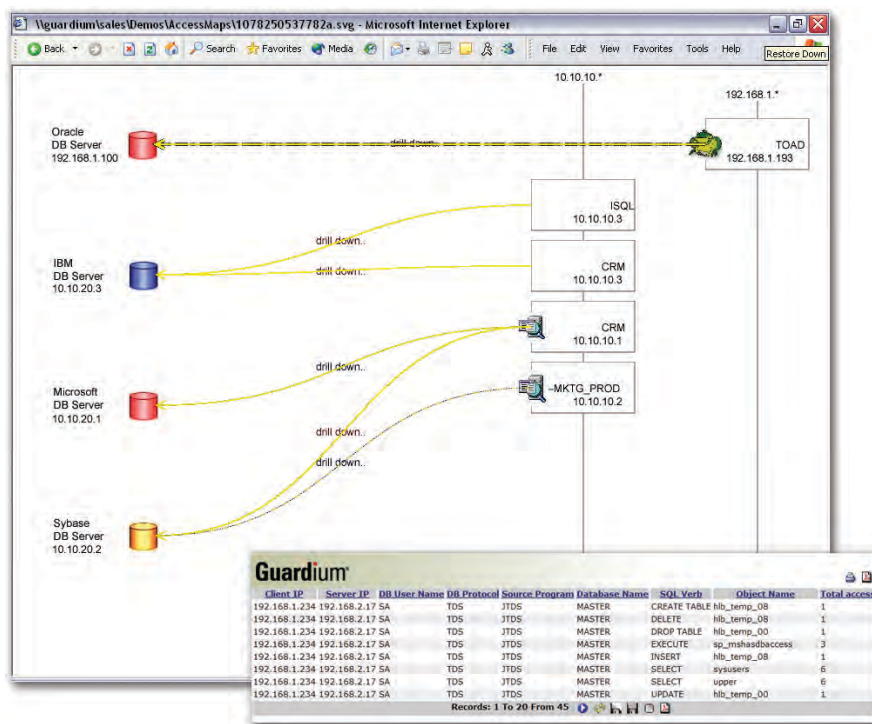 \\guardium\sales\Demos\AccessMaps\1078250537782a.svg - Microsoft Internet Explorer
Back Search Favorites Media File Edit View Favorites Tools Help
Restore Down
10.10.10.*
192.168.1.*
Oracle
DB Server
192.168.1.100
drill down..
TOAD
192.168.1.193
ISQL
10.10.10.3
drill down..
IBM
DB Server
10.10.20.3
drill down..
CRM
10.10.10.3
CRM
10.10.10.1
drill down..
Microsoft
DB Server
10.10.20.1
~MKTG_PROD
10.10.10.2
drill down..
drill down..
Sybase
DB Server
10.10.20.2
Guardium
Client IP Server IP DB User Name DB Protocol Source Program Database Name SQL Verb Object Name Total access
192.168.1.234 192.168.2.17 SA TDS JTDS MASTER CREATE TABLE hlb_temp_08 1
192.168.1.234 192.168.2.17 SA TDS JTDS MASTER DELETE hlb_temp_08 1
192.168.1.234 192.168.2.17 SA TDS JTDS MASTER DROP TABLE hlb_temp_00 1
192.168.1.234 192.168.2.17 SA TDS JTDS MASTER EXECUTE sp_mshasdbaccess 3
192.168.1.234 192.168.2.17 SA TDS JTDS MASTER INSERT hlb_temp_08 1
192.168.1.234 192.168.2.17 SA TDS JTDS MASTER SELECT sysusers 6
192.168.1.234 192.168.2.17 SA TDS JTDS MASTER SELECT upper 6
192.168.1.234 192.168.2.17 SA TDS JTDS MASTER UPDATE hlb_temp_00 1
Records: 1 To 20 From 45